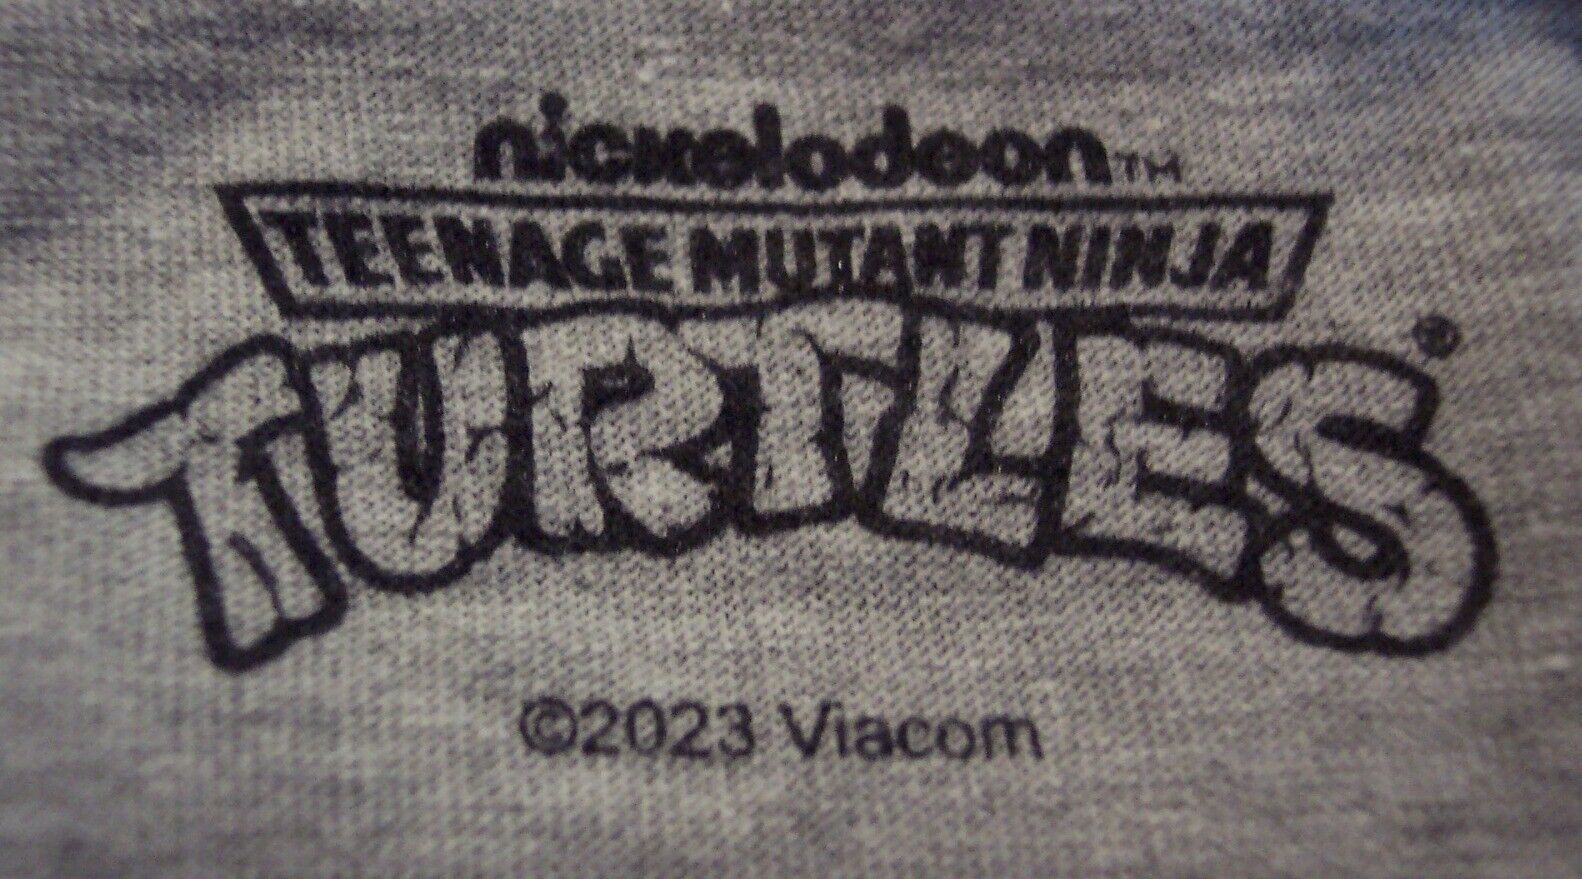 nickelodeon™
TEENAGE MUTANT NINJA
TURTLES®
©2023 Viacom